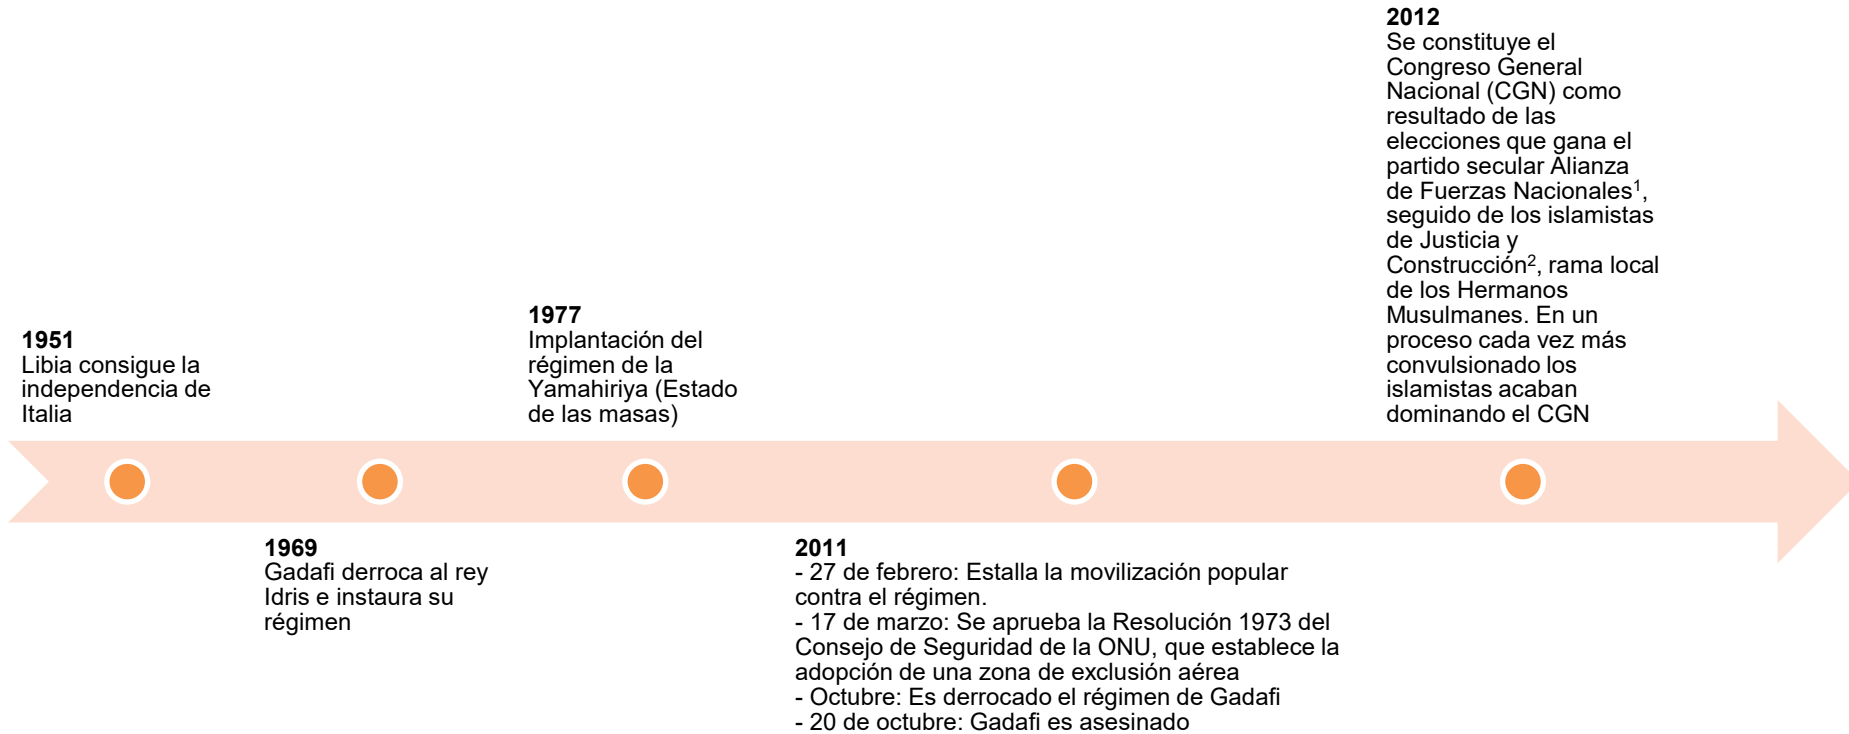 1951
Libia consigue la
independencia de
Italia
1969
Gadafi derroca al rey
Idris e instaura su
régimen
1977
Implantación del
régimen de la
Yamahiriya (Estado
de las masas)
2011
- 27 de febrero: Estalla la movilización popular
contra el régimen.
- 17 de marzo: Se aprueba la Resolución 1973 del
Consejo de Seguridad de la ONU, que establece la
adopción de una zona de exclusión aérea
- Octubre: Es derrocado el régimen de Gadafi
- 20 de octubre: Gadafi es asesinado
2012
Se constituye el
Congreso General
Nacional (CGN) como
resultado de las
elecciones que gana el
partido secular Alianza
de Fuerzas Nacionales¹,
seguido de los islamistas
de Justicia y
Construcción², rama local
de los Hermanos
Musulmanes. En un
proceso cada vez más
convulsionado los
islamistas acaban
dominando el CGN